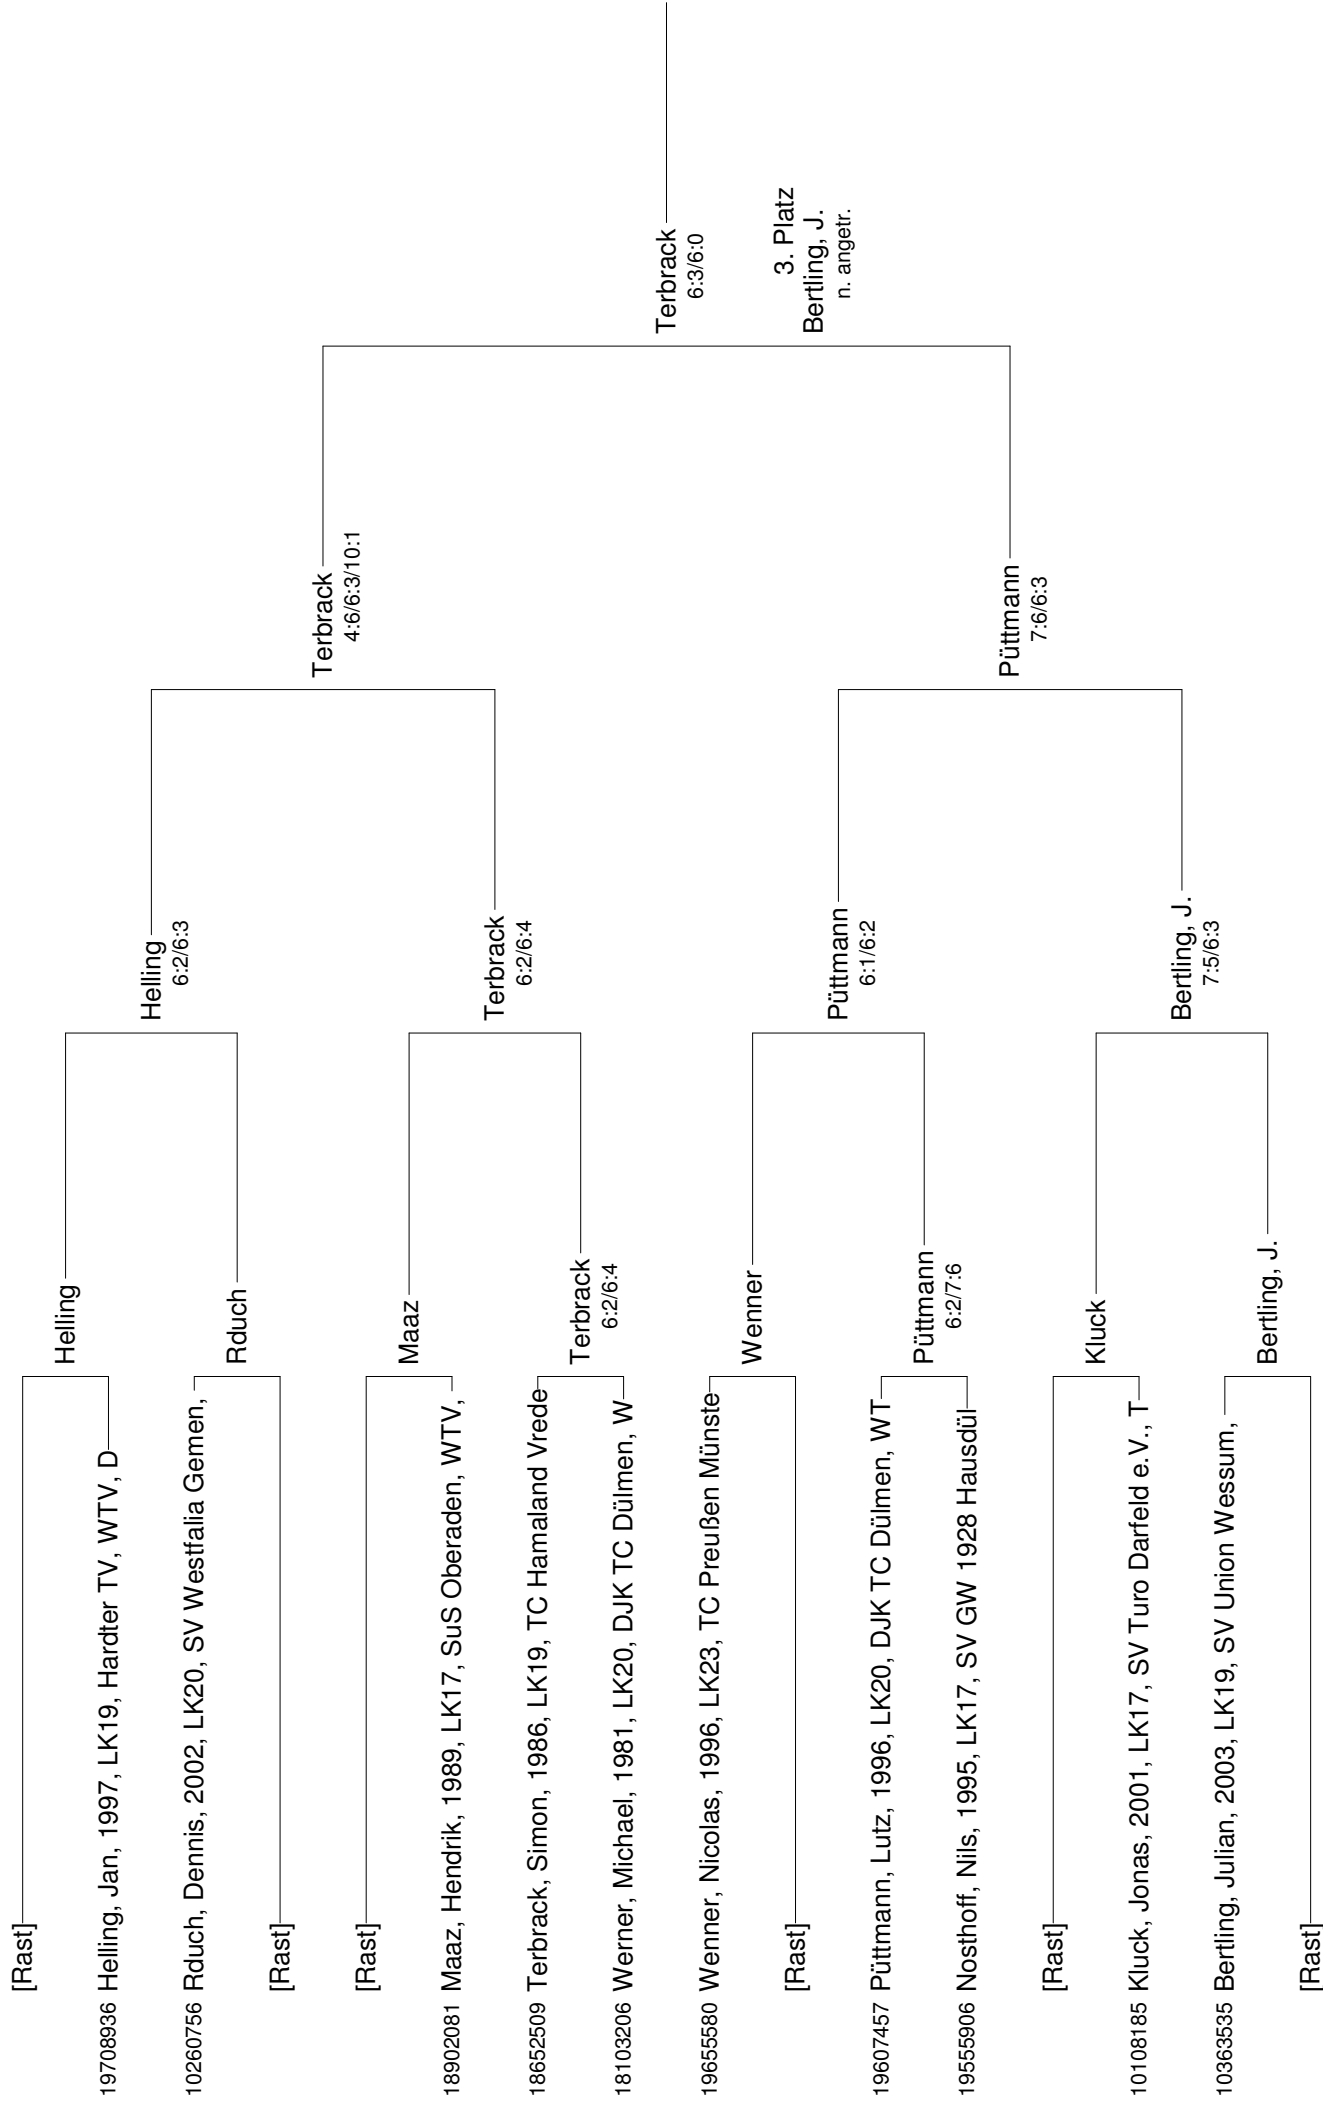 [Rast]
19708936 Helling, Jan, 1997, LK19, Hardter TV, WTV, D
10260756 Rduch, Dennis, 2002, LK20, SV Westfalia Gemen,
[Rast]
[Rast]
18902081 Maaz, Hendrik, 1989, LK17, SuS Oberaden, WTV,
18652509 Terbrack, Simon, 1986, LK19, TC Hamaland Vrede
18103206 Werner, Michael, 1981, LK20, DJK TC Dülmen, W
19655580 Wenner, Nicolas, 1996, LK23, TC Preußen Münste
[Rast]
19607457 Püttmann, Lutz, 1996, LK20, DJK TC Dülmen, WT
19555906 Nosthoff, Nils, 1995, LK17, SV GW 1928 Hausdül
[Rast]
10108185 Kluck, Jonas, 2001, LK17, SV Turo Darfeld e.V., T
10363535 Bertling, Julian, 2003, LK19, SV Union Wessum,
[Rast]
Helling
Rduch
Maaz
Terbrack
6:2/6:4
Wenner
Püttmann
6:2/7:6
Kluck
Bertling, J.
Helling
6:2/6:3
Terbrack
6:2/6:4
Püttmann
6:1/6:2
Bertling, J.
7:5/6:3
Terbrack
4:6/6:3/10:1
Püttmann
7:6/6:3
Terbrack
6:3/6:0
3. Platz
Bertling, J.
n. angetr.